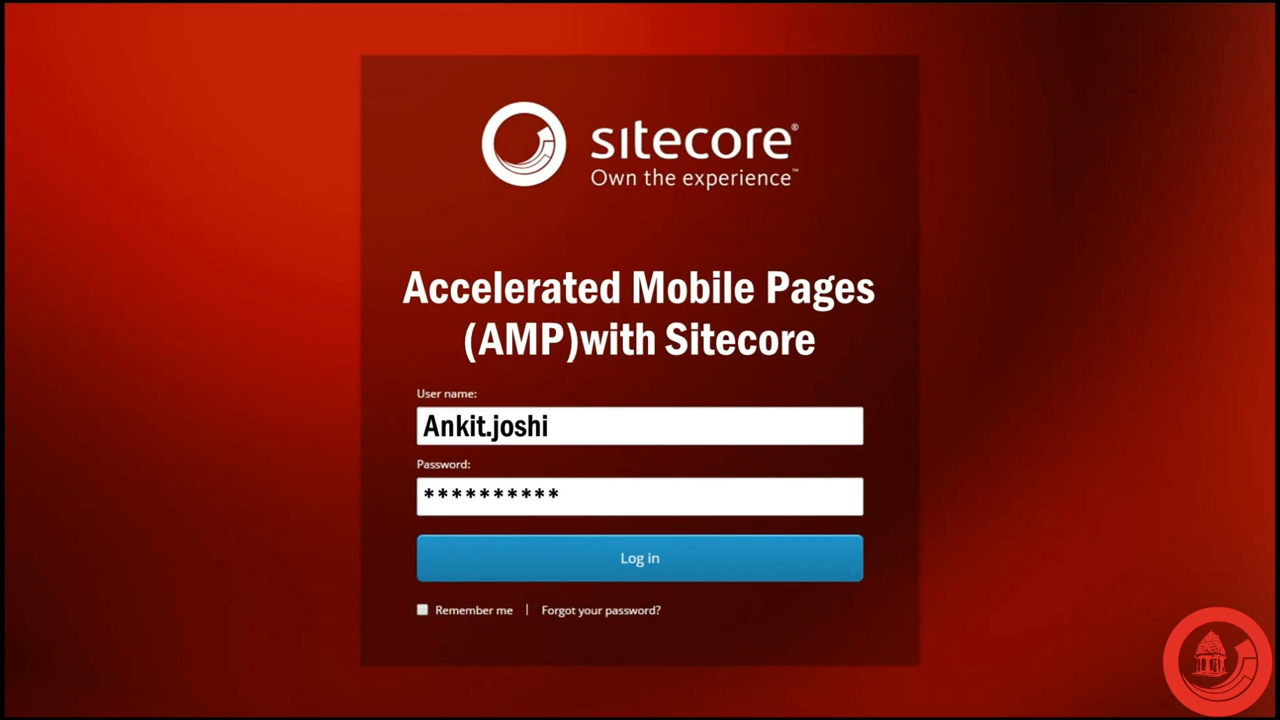 sitecore®
Own the experience™
Accelerated Mobile Pages
(AMP)with Sitecore
User name:
Ankit.joshi
Password:
**********
Log in
Remember me | Forgot your password?